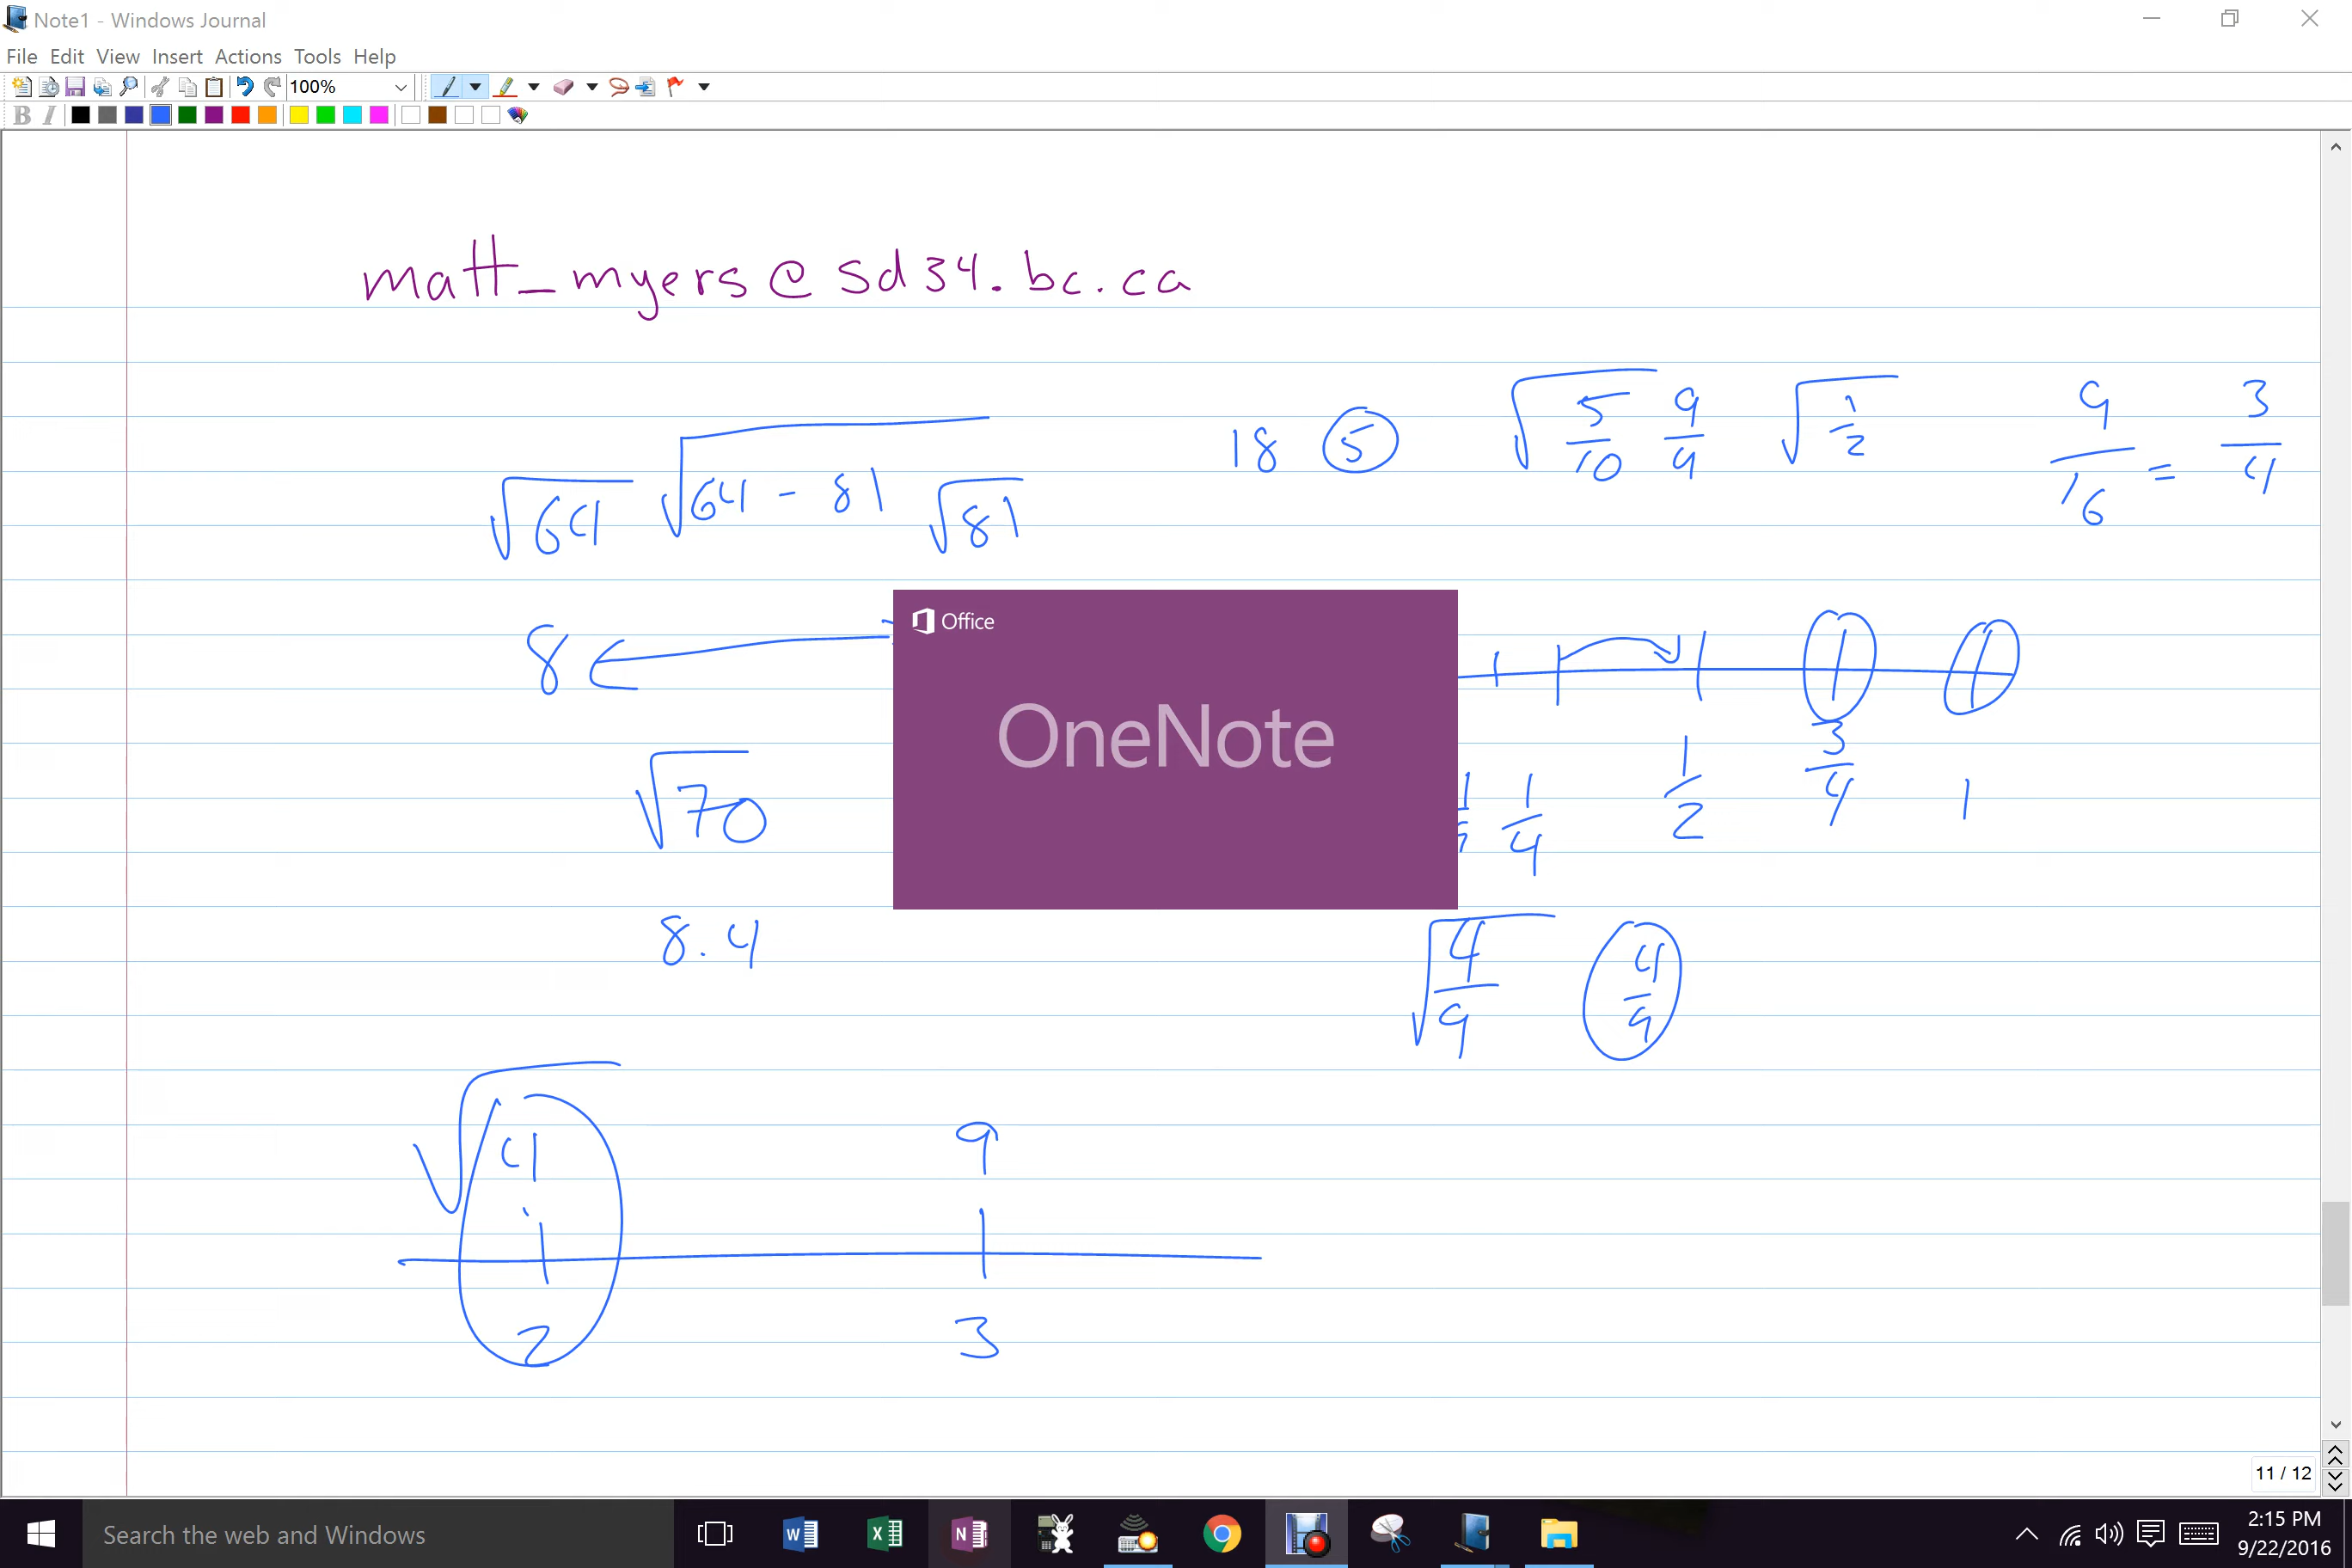 Note1 - Windows Journal
File Edit View Insert Actions Tools Help
100%
B I
matt_myers@sd34.bc.ca
√64 √64 - 81 √81
18 5 √5/10 9/9 √1/2 9/16 = 3/4
8
Office
OneNote
1/4 1/2 3/4 1
√70
8.4
√4/9 4/9
√4 9
2 3
11 / 12
Search the web and Windows
2:15 PM
9/22/2016